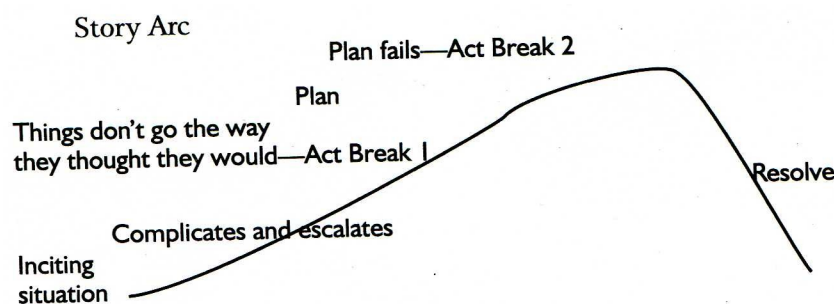 Story Arc
Plan fails—Act Break 2
Plan
Things don't go the way
they thought they would—Act Break 1
Resolve
Complicates and escalates
Inciting
situation